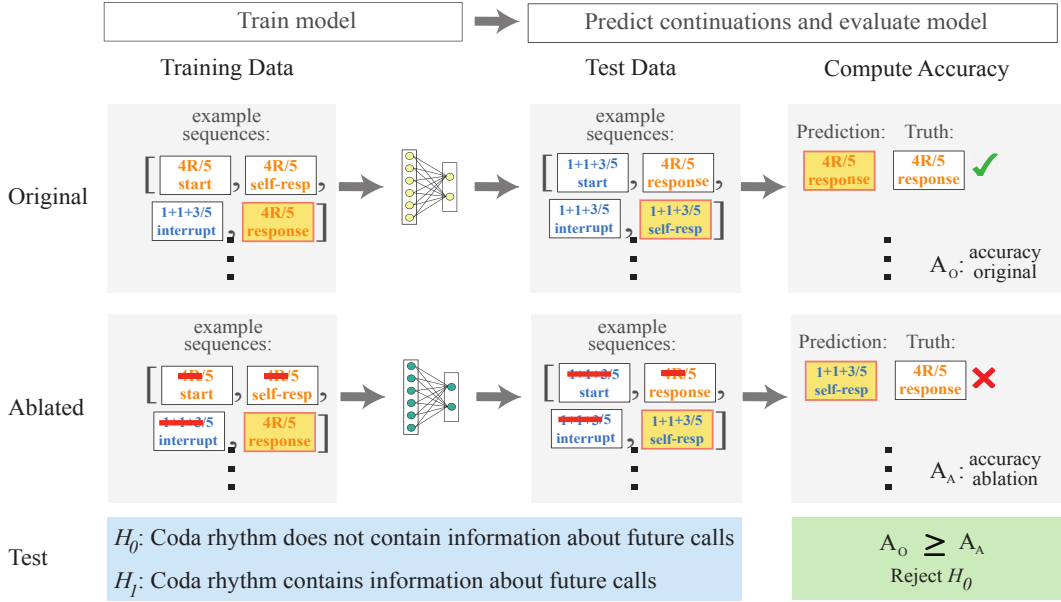 Train model
Predict continuations and evaluate model
Training Data
Test Data
Compute Accuracy
Original
example
sequences:
[ 4R/5 start , 4R/5 self-resp ,
1+1+3/5 interrupt , 4R/5 response ]
example
sequences:
[ 1+1+3/5 start , 4R/5 response ,
1+1+3/5 interrupt , 1+1+3/5 self-resp ]
Prediction: Truth:
4R/5 response 4R/5 response ✓
A_O: accuracy
original
Ablated
example
sequences:
[ 4R/5 start , 4R/5 self-resp ,
1+1+3/5 interrupt , 4R/5 response ]
example
sequences:
[ 1+1+3/5 start , 4R/5 response ,
1+1+3/5 interrupt , 1+1+3/5 self-resp ]
Prediction: Truth:
1+1+3/5 self-resp 4R/5 response ✗
A_A: accuracy
ablation
Test
H_0: Coda rhythm does not contain information about future calls
H_1: Coda rhythm contains information about future calls
A_O ≥ A_A
Reject H_0